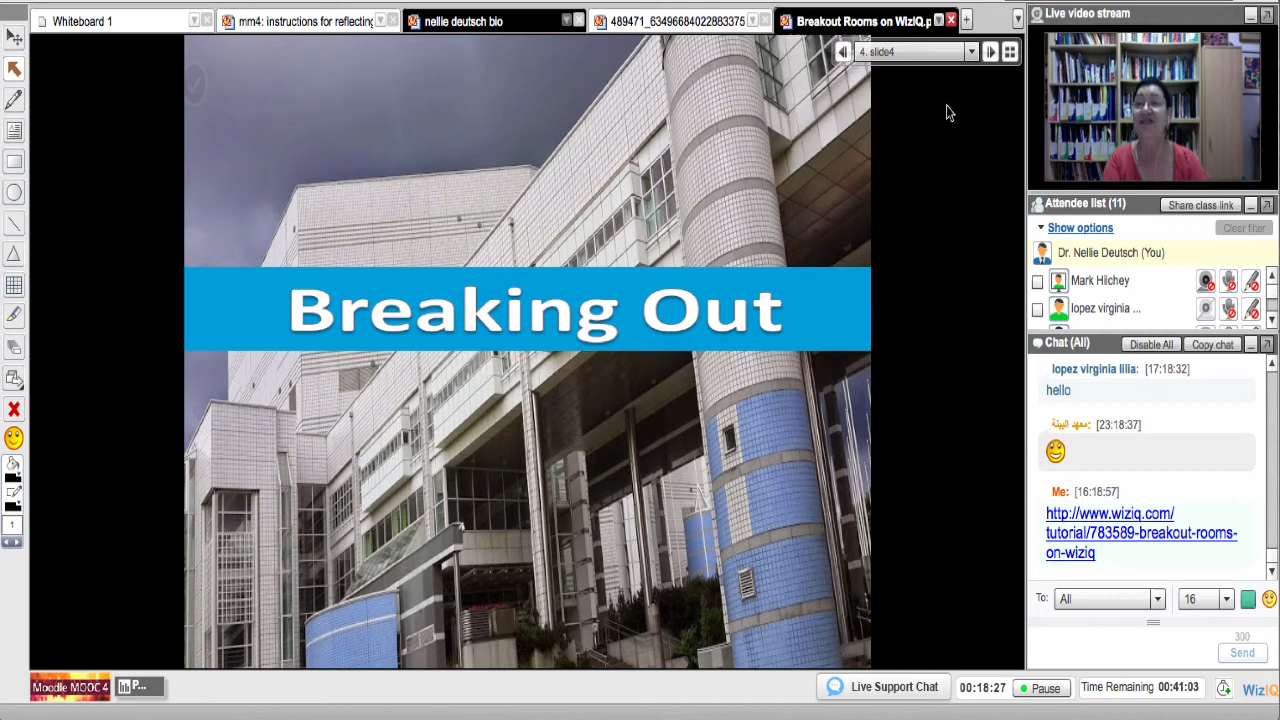 Whiteboard 1
mm4: instructions for reflecting
nellie deutsch bio
489471_63496684022883375
Breakout Rooms on WizIQ.p
4. slide4
Breaking Out
Live video stream
Attendee list (11)
Share class link
Show options
Clear filter
Dr. Nellie Deutsch (You)
Mark Hilchey
lopez virginia ...
Chat (All)
Disable All
Copy chat
lopez virginia lilia: [17:18:32]
hello
معهد البينة: [23:18:37]
Me: [16:18:57]
http://www.wiziq.com/
tutorial/783589-breakout-rooms-
on-wiziq
To:
All
16
300
Send
1
Moodle MOOC 4
P...
Live Support Chat
00:18:27
Pause
Time Remaining 00:41:03
WizIQ